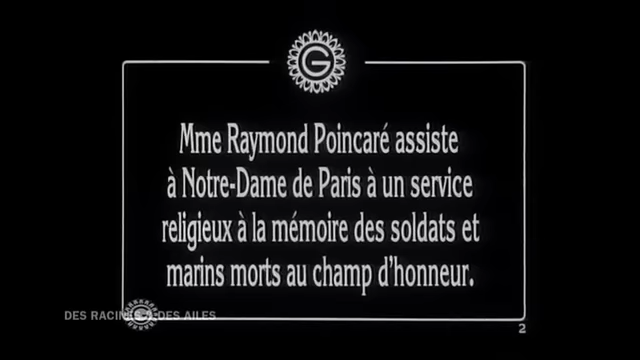 G
Mme Raymond Poincaré assiste
à Notre-Dame de Paris à un service
religieux à la mémoire des soldats et
marins morts au champ d'honneur.
DES RACINES & DES AILES
G
2